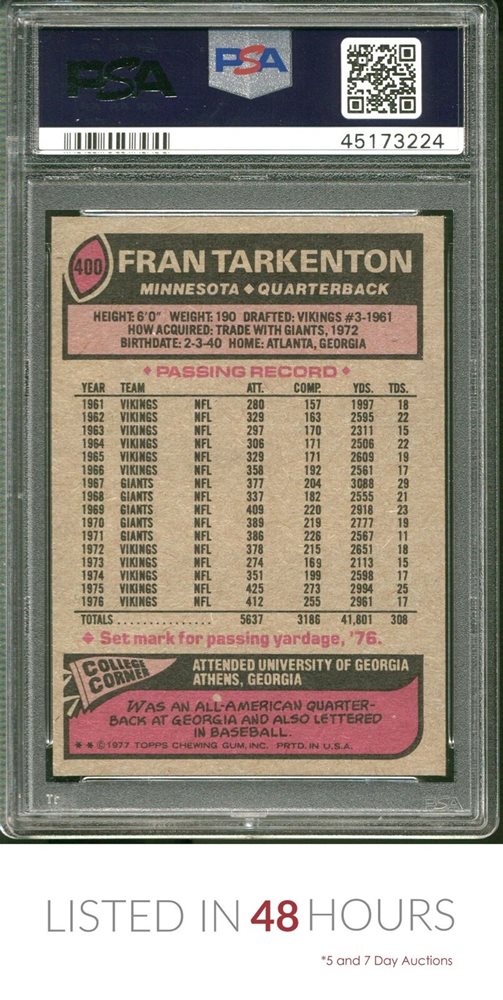 PSA PSA
45173224
400 FRAN TARKENTON
MINNESOTA ♦ QUARTERBACK
HEIGHT: 6'0" WEIGHT: 190 DRAFTED: VIKINGS #3-1961
HOW ACQUIRED: TRADE WITH GIANTS, 1972
BIRTHDATE: 2-3-40 HOME: ATLANTA, GEORGIA
♦ PASSING RECORD ♦
YEAR TEAM ATT. COMP. YDS. TDS.
1961 VIKINGS NFL 280 157 1997 18
1962 VIKINGS NFL 329 163 2595 22
1963 VIKINGS NFL 297 170 2311 15
1964 VIKINGS NFL 306 171 2506 22
1965 VIKINGS NFL 329 171 2609 19
1966 VIKINGS NFL 358 192 2561 17
1967 GIANTS NFL 377 204 3088 29
1968 GIANTS NFL 337 182 2555 21
1969 GIANTS NFL 409 220 2918 23
1970 GIANTS NFL 389 219 2777 19
1971 GIANTS NFL 386 226 2567 11
1972 VIKINGS NFL 378 215 2651 18
1973 VIKINGS NFL 274 169 2113 15
1974 VIKINGS NFL 351 199 2598 17
1975 VIKINGS NFL 425 273 2994 25
1976 VIKINGS NFL 412 255 2961 17
TOTALS............... 5637 3186 41,801 308
♦ Set mark for passing yardage, '76.
COLLEGE CORNER
ATTENDED UNIVERSITY OF GEORGIA
ATHENS, GEORGIA
WAS AN ALL-AMERICAN QUARTER-
BACK AT GEORGIA AND ALSO LETTERED
IN BASEBALL.
** © 1977 TOPPS CHEWING GUM, INC. PRTD. IN U.S.A.
PSA
LISTED IN 48 HOURS
*5 and 7 Day Auctions